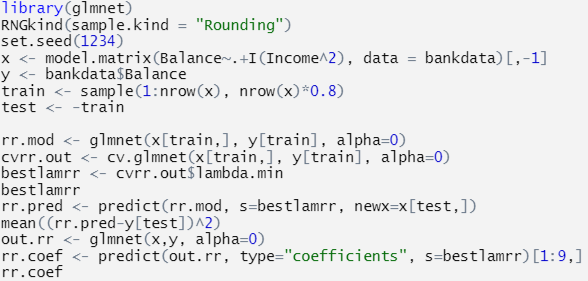 library(glmnet)
RNGkind(sample.kind = "Rounding")
set.seed(1234)
x <- model.matrix(Balance~.+I(Income^2), data = bankdata)[,-1]
y <- bankdata$Balance
train <- sample(1:nrow(x), nrow(x)*0.8)
test <- -train
rr.mod <- glmnet(x[train,], y[train], alpha=0)
cvrr.out <- cv.glmnet(x[train,], y[train], alpha=0)
bestlamrr <- cvrr.out$lambda.min
bestlamrr
rr.pred <- predict(rr.mod, s=bestlamrr, newx=x[test,])
mean((rr.pred-y[test])^2)
out.rr <- glmnet(x,y, alpha=0)
rr.coef <- predict(out.rr, type="coefficients", s=bestlamrr)[1:9,]
rr.coef